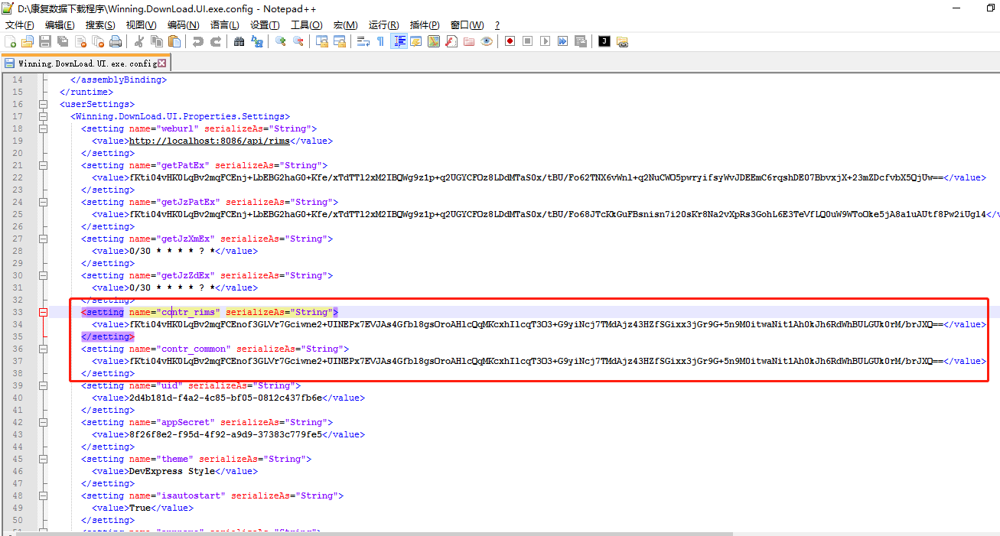 D:\康复数据下载程序\Winning.DownLoad.UI.exe.config - Notepad++
文件(F) 编辑(E) 搜索(S) 视图(V) 编码(N) 语言(L) 设置(T) 工具(O) 宏(M) 运行(R) 插件(P) 窗口(W) ?
Winning.DownLoad.UI.exe.config
14 </assemblyBinding>
15 </runtime>
16 <userSettings>
17 <Winning.DownLoad.UI.Properties.Settings>
18 <setting name="weburl" serializeAs="String">
19 <value>http://localhost:8086/api/rims</value>
20 </setting>
21 <setting name="getPatEx" serializeAs="String">
22 <value>fKti04vHK0LqBv2mqFCEnj+LbEBG2haG0+Kfe/xTdTTl2xM2IBQWg9z1p+q2UGYCFOz8LDdMTaS0x/tBU/Fo62TNX6vWnl+q2NuCWO5pwryifsyWvJDEEmC6rqshDE07BbvxjX+23mZDcfvbX5QjUw==</value>
23 </setting>
24 <setting name="getJzPatEx" serializeAs="String">
25 <value>fKti04vHK0LqBv2mqFCEnj+LbEBG2haG0+Kfe/xTdTTl2xM2IBQWg9z1p+q2UGYCFOz8LDdMTaS0x/tBU/Fo68JTcKkGuFBsnisn7i20sKr8Na2vXpRs3GohL6E3TeVfLQ0uW9WToOke5jA8a1uAUtf8Pw2iUgl4</v
26 </setting>
27 <setting name="getJzXmEx" serializeAs="String">
28 <value>0/30 * * * * ? *</value>
29 </setting>
30 <setting name="getJzZdEx" serializeAs="String">
31 <value>0/30 * * * * ? *</value>
32 </setting>
33 <setting name="contr_rims" serializeAs="String">
34 <value>fKti04vHK0LqBv2mqFCEnof3GLVr7Gciwne2+UINEPx7EVJAs4Gfbl8gsOroAHlcQqMKcxhIlcqT3O3+G9yiNcj7TMdAjz43HZfSGixx3jGr9G+5n9M0itwaNit1Ah0kJh6RdWhBULGUk0rM/brJXQ==</value>
35 </setting>
36 <setting name="contr_common" serializeAs="String">
37 <value>fKti04vHK0LqBv2mqFCEnof3GLVr7Gciwne2+UINEPx7EVJAs4Gfbl8gsOroAHlcQqMKcxhIlcqT3O3+G9yiNcj7TMdAjz43HZfSGixx3jGr9G+5n9M0itwaNit1Ah0kJh6RdWhBULGUk0rM/brJXQ==</value>
38 </setting>
39 <setting name="uid" serializeAs="String">
40 <value>2d4b181d-f4a2-4c85-bf05-0812c437fb6e</value>
41 </setting>
42 <setting name="appSecret" serializeAs="String">
43 <value>8f26f8e2-f95d-4f92-a9d9-37383c779fe5</value>
44 </setting>
45 <setting name="theme" serializeAs="String">
46 <value>DevExpress Style</value>
47 </setting>
48 <setting name="isautostart" serializeAs="String">
49 <value>True</value>
50 </setting>